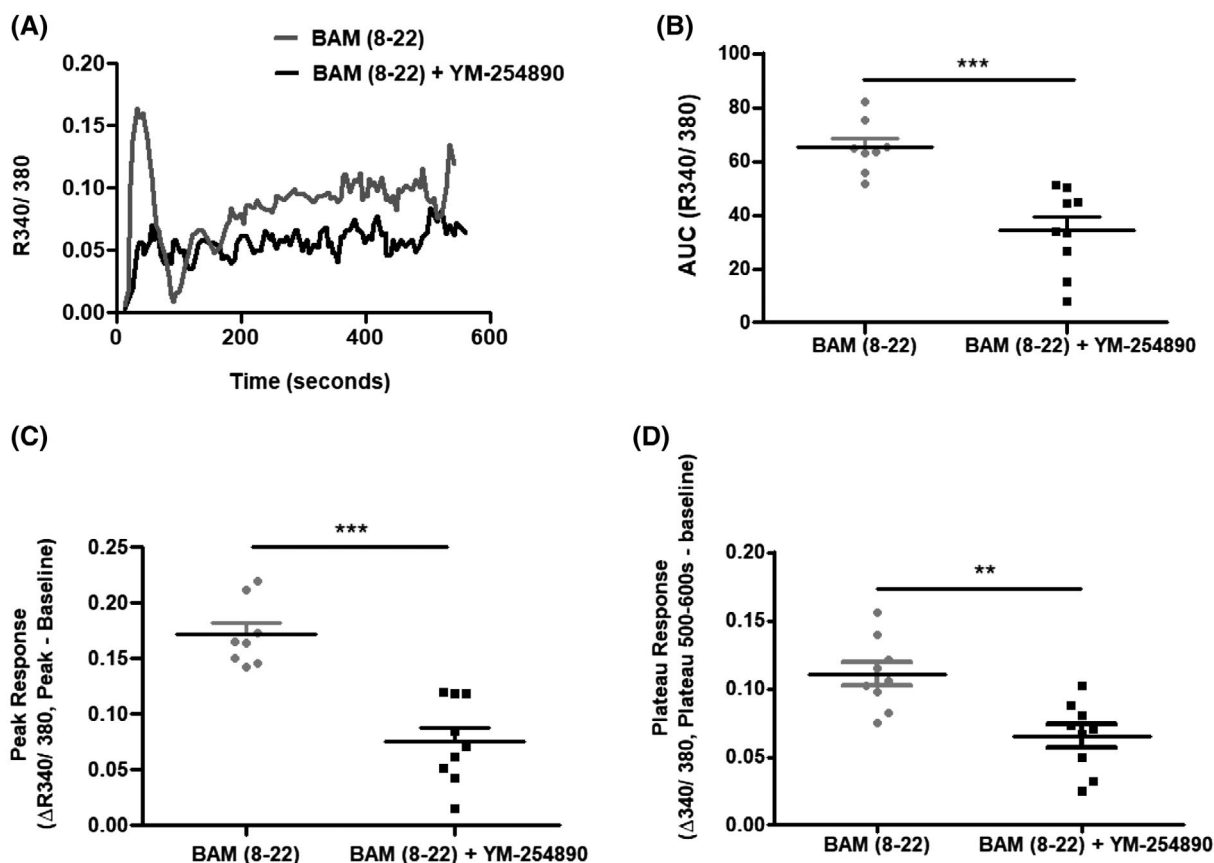 (A)
BAM (8-22)
BAM (8-22) + YM-254890
0.20
0.15
0.10
0.05
0.00
R340/ 380
0 200 400 600
Time (seconds)
(B)
100
80
60
40
20
0
AUC (R340/ 380)
***
BAM (8-22) BAM (8-22) + YM-254890
(C)
0.25
0.20
0.15
0.10
0.05
0.00
Peak Response
(ΔR340/ 380, Peak - Baseline)
***
BAM (8-22) BAM (8-22) + YM-254890
(D)
0.20
0.15
0.10
0.05
0.00
Plateau Response
(Δ340/ 380, Plateau 500-600s - baseline)
**
BAM (8-22) BAM (8-22) + YM-254890